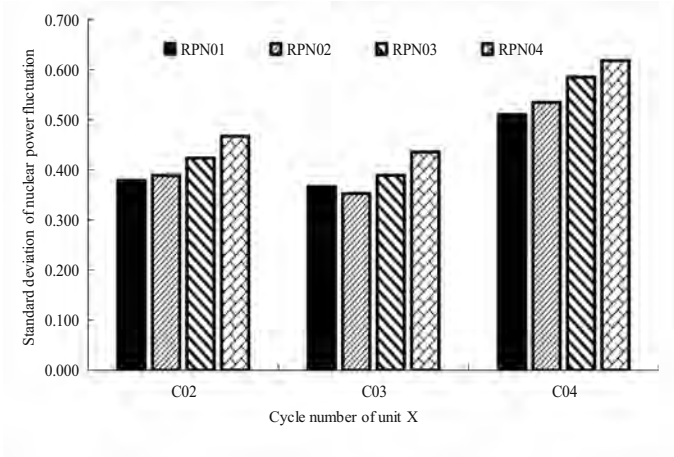 0.700
RPN01 RPN02 RPN03 RPN04
0.600
0.500
0.400
0.300
0.200
0.100
0.000
Standard deviation of nuclear power fluctuation
C02 C03 C04
Cycle number of unit X